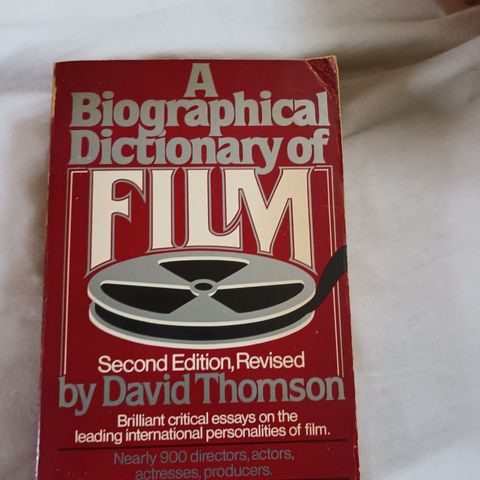 A
Biographical
Dictionary of
FILM
Second Edition, Revised
by David Thomson
Brilliant critical essays on the
leading international personalities of film.
Nearly 900 directors, actors,
actresses, producers.